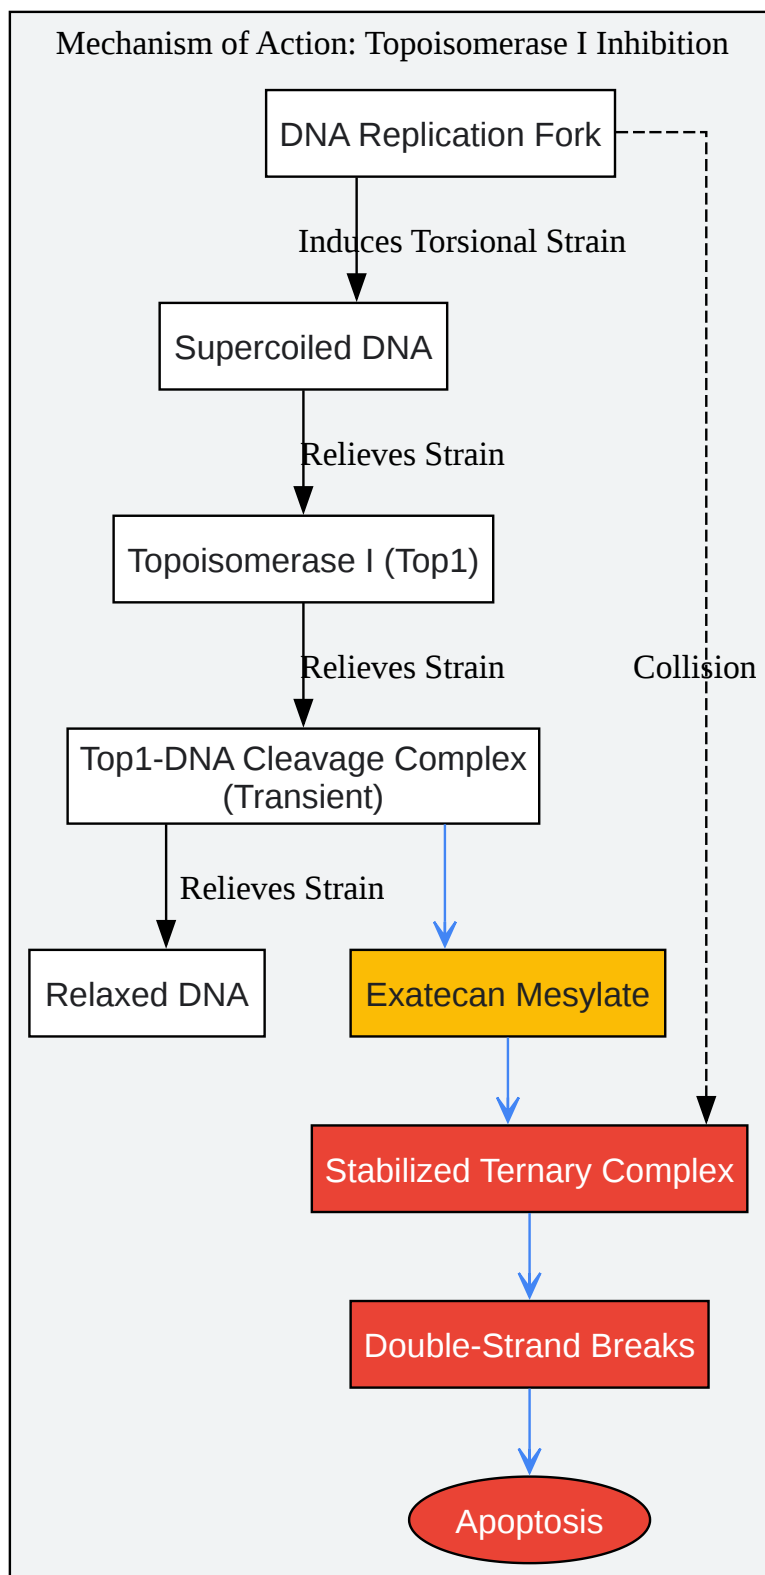 Mechanism of Action: Topoisomerase I Inhibition
DNA Replication Fork
Induces Torsional Strain
Supercoiled DNA
Relieves Strain
Topoisomerase I (Top1)
Relieves Strain
Collision
Top1-DNA Cleavage Complex
(Transient)
Relieves Strain
Relaxed DNA
Exatecan Mesylate
Stabilized Ternary Complex
Double-Strand Breaks
Apoptosis